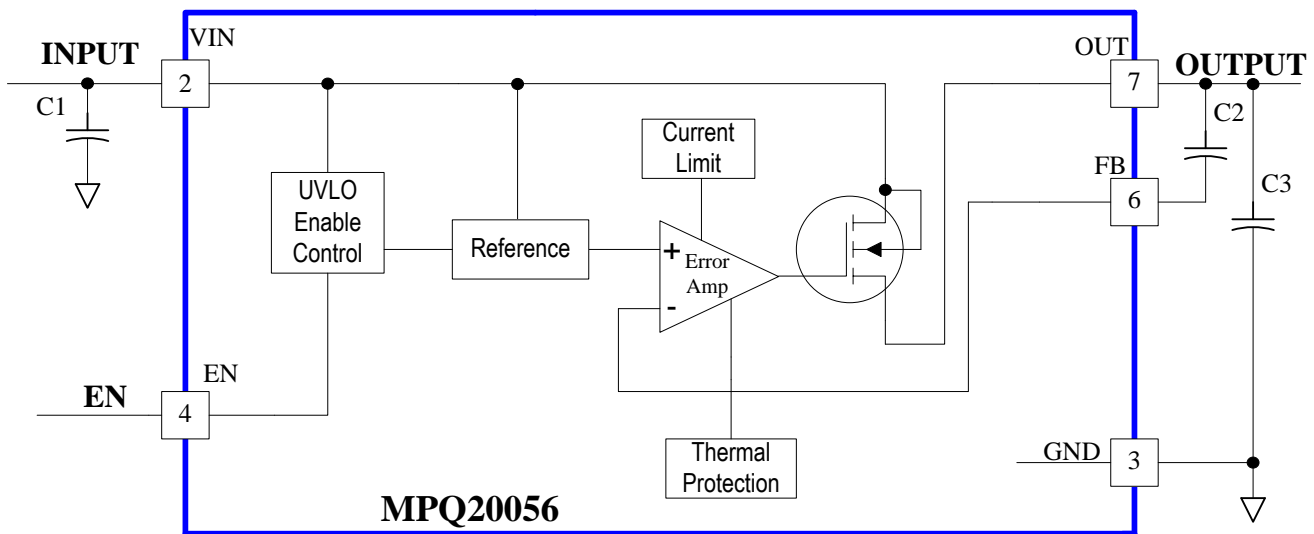 VIN
INPUT
2
C1
OUT
7
OUTPUT
C2
Current
Limit
FB
6
C3
UVLO
Enable
Control
Reference
+
Error
Amp
-
EN
EN
4
Thermal
Protection
GND
3
MPQ20056